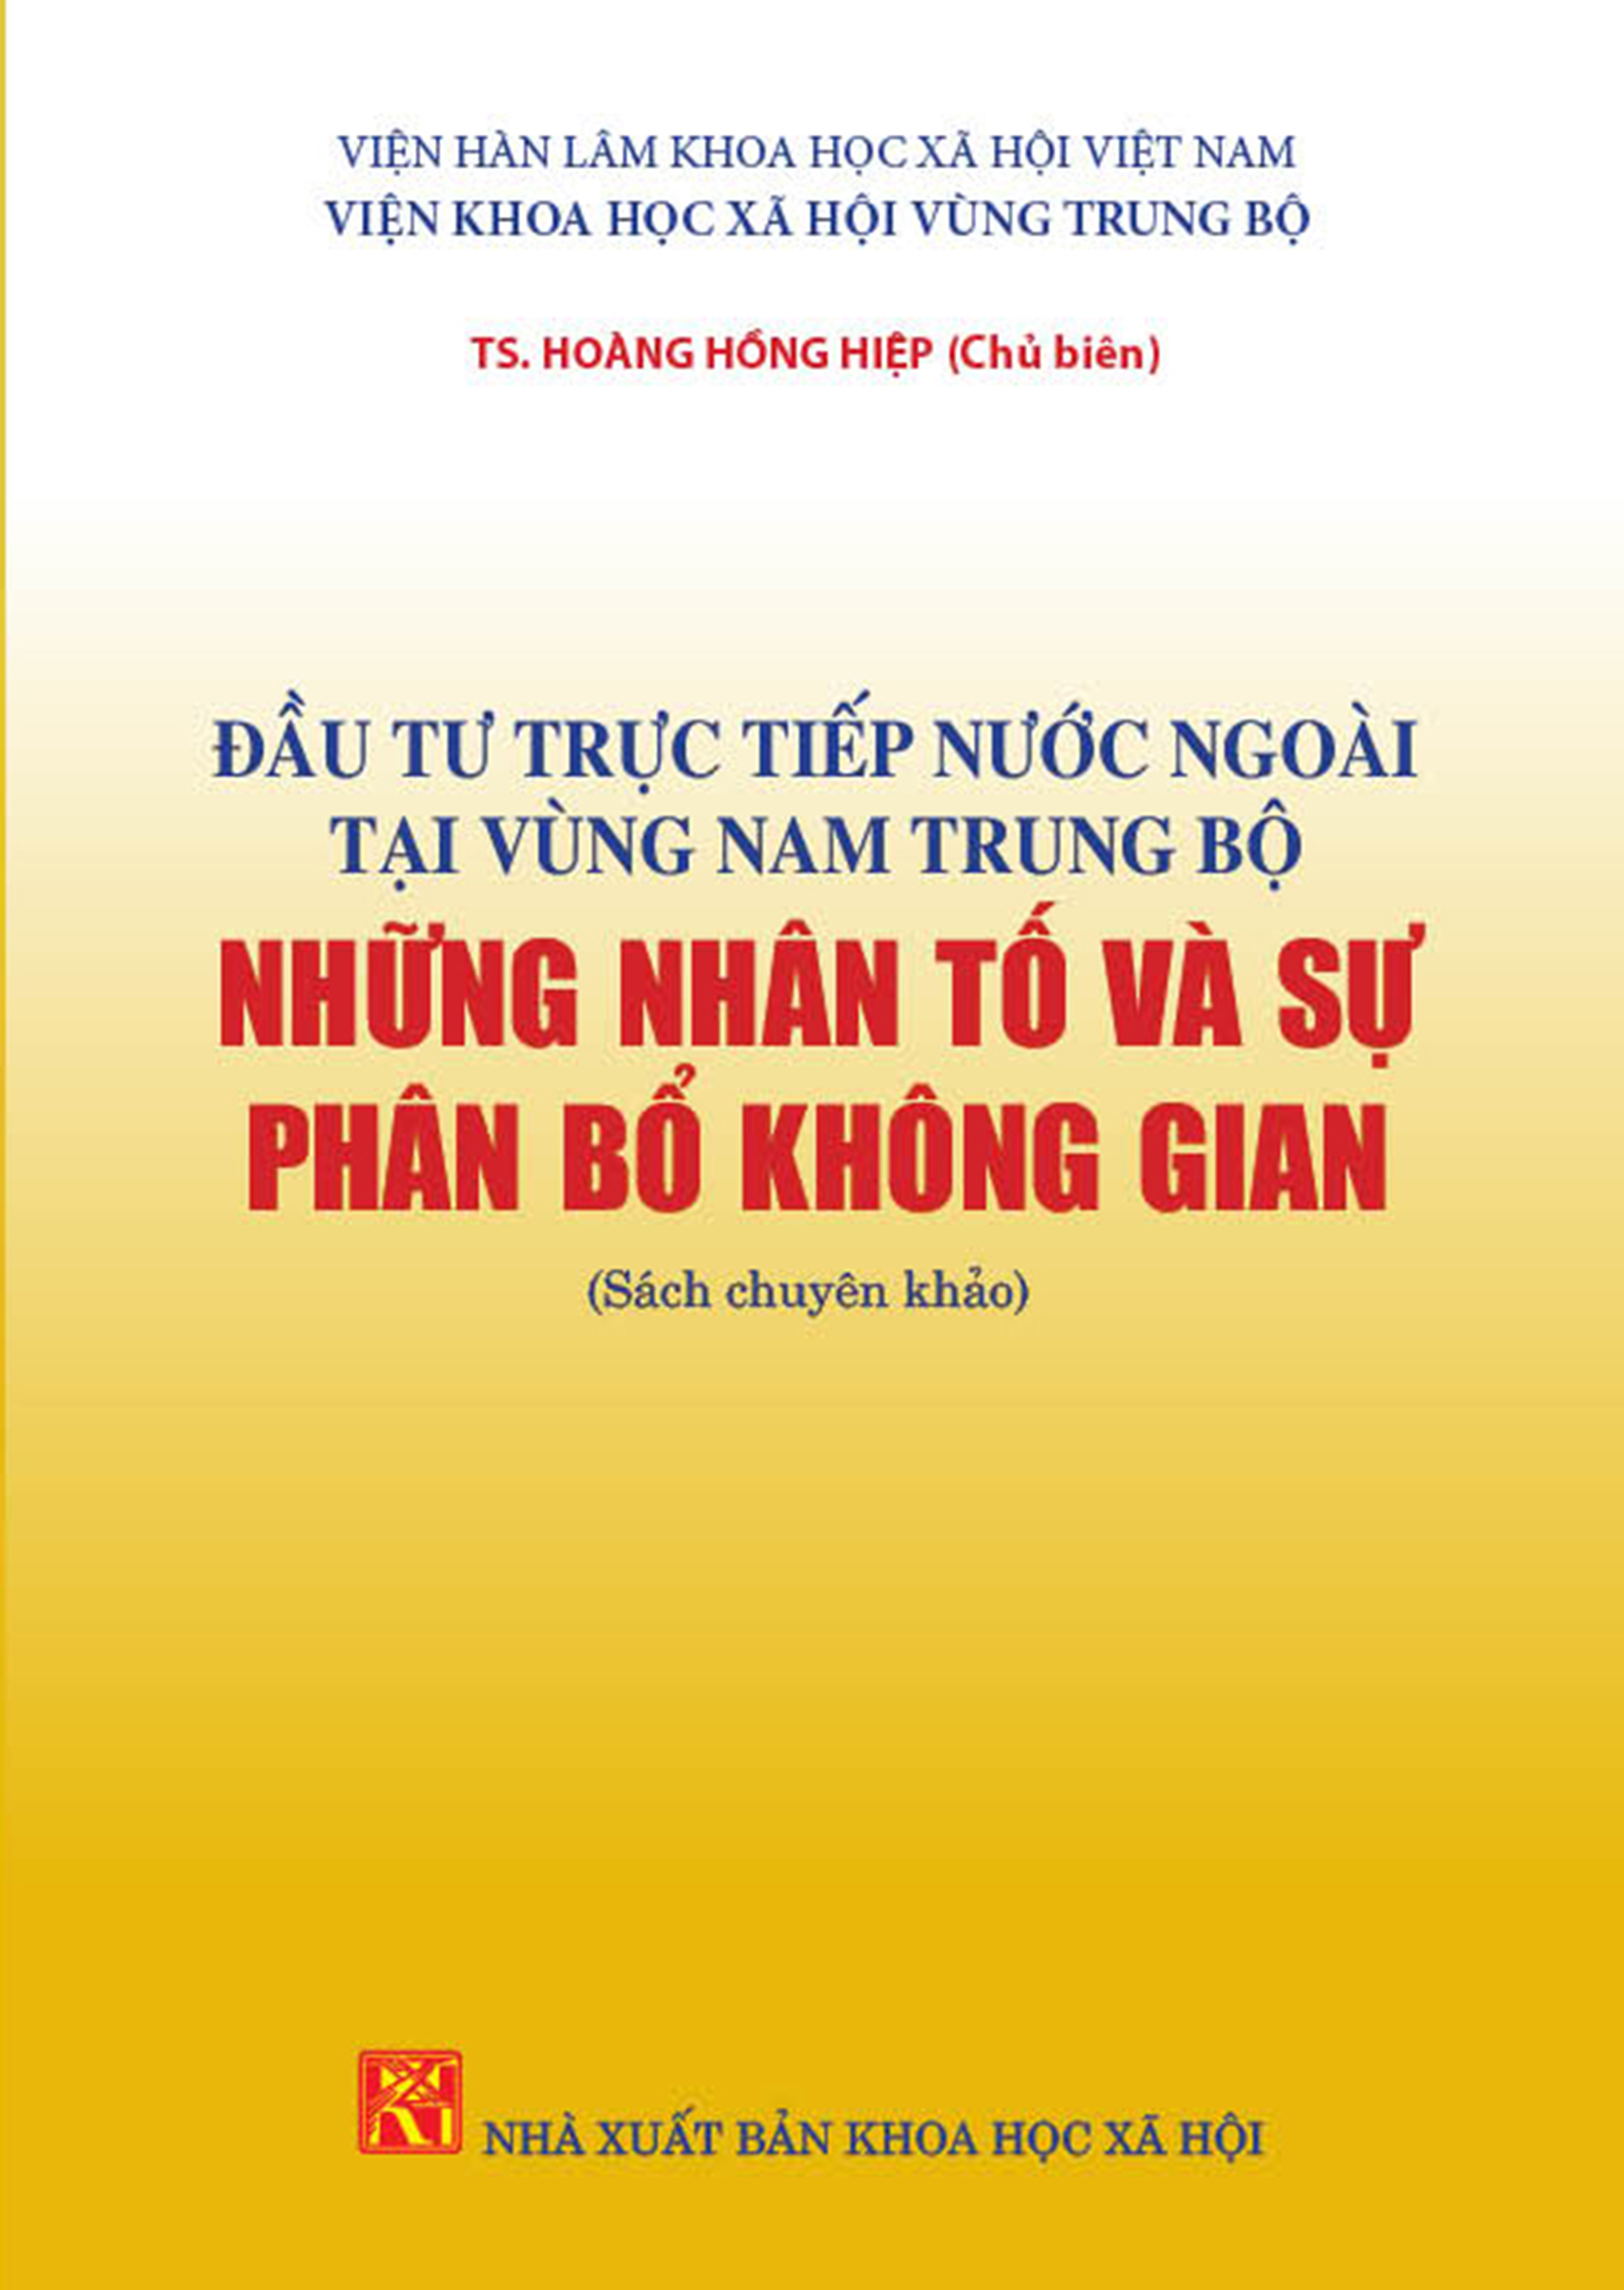 VIỆN HÀN LÂM KHOA HỌC XÃ HỘI VIỆT NAM
VIỆN KHOA HỌC XÃ HỘI VÙNG TRUNG BỘ
TS. HOÀNG HỒNG HIỆP (Chủ biên)
ĐẦU TƯ TRỰC TIẾP NƯỚC NGOÀI
TẠI VÙNG NAM TRUNG BỘ
NHỮNG NHÂN TỐ VÀ SỰ
PHÂN BỔ KHÔNG GIAN
(Sách chuyên khảo)
NHÀ XUẤT BẢN KHOA HỌC XÃ HỘI